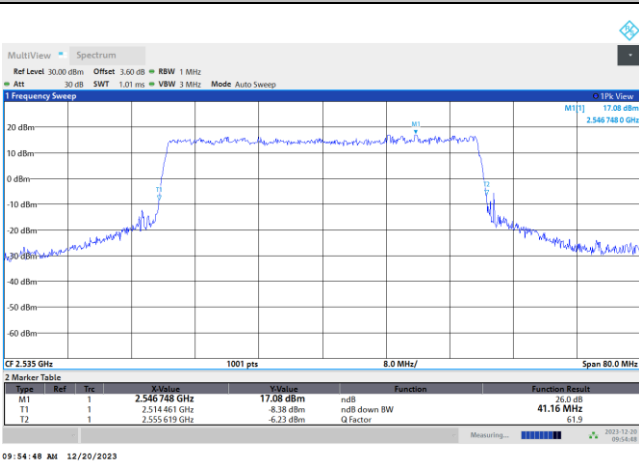 MultiView Spectrum
Ref Level 30.00 dBm Offset 3.60 dB RBW 1 MHz
Att 30 dB SWT 1.01 ms VBW 3 MHz Mode Auto Sweep
1 Frequency Sweep 1Pk View
M1[1] 17.08 dBm
2.546 748 0 GHz
M1
20 dBm
10 dBm
0 dBm
T1
T2
-10 dBm
-20 dBm
-30 dBm
-40 dBm
-50 dBm
-60 dBm
CF 2.535 GHz 1001 pts 8.0 MHz/ Span 80.0 MHz
2 Marker Table
Type Ref Trc X-Value Y-Value Function Function Result
M1 1 2.546 748 GHz 17.08 dBm ndB 26.0 dB
T1 1 2.514 461 GHz -8.38 dBm ndB down BW 41.16 MHz
T2 1 2.555 619 GHz -6.23 dBm Q Factor 61.9
Measuring... 2023-12-20
09:54:48
09:54:48 AM 12/20/2023